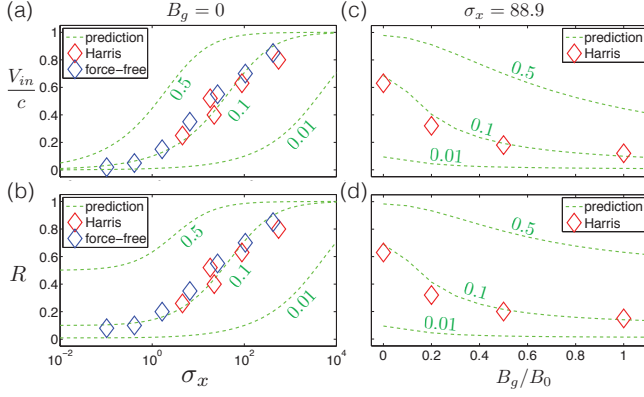 (a)
B_g = 0
V_in/c
1
0.8
0.6
0.4
0.2
0
prediction
Harris
force-free
0.5
0.1
0.01
(c)
σ_x = 88.9
prediction
Harris
0.5
0.1
0.01
(b)
R
1
0.8
0.6
0.4
0.2
0
prediction
Harris
force-free
0.5
0.1
0.01
10^−2
10^0
10^2
10^4
σ_x
(d)
prediction
Harris
0.5
0.1
0.01
0
0.2
0.4
0.6
0.8
1
B_g/B_0